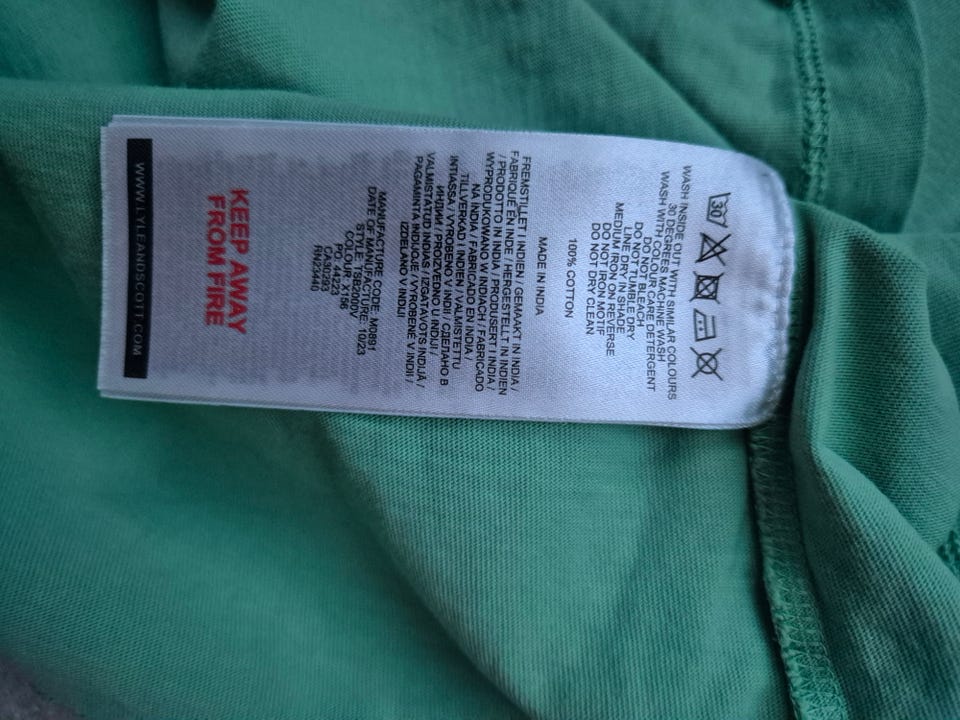 30
WASH INSIDE OUT WITH SIMILAR COLOURS
30 DEGREES MACHINE WASH
WASH WITH COLOUR CARE DETERGENT
DO NOT BLEACH
DO NOT TUMBLE DRY
LINE DRY IN SHADE
MEDIUM IRON ON REVERSE
DO NOT IRON MOTIF
DO NOT DRY CLEAN
100% COTTON
MADE IN INDIA
FREMSTILLET I INDIEN / GEMAAKT IN INDIA /
FABRIQUÉ EN INDE / HERGESTELLT IN INDIEN
/ PRODOTTO IN INDIA / PRODUSERT I INDIA /
WYPRODUKOWANO W INDIACH / FABRICADO
NA INDIA / FABRICADO EN INDIA /
TILLVERKAD I INDIEN / VALMISTETTU
INTIASSA / VYROBENO V INDII / СДЕЛАНО В
ИНДИИ / PROIZVEDENO U INDIJI /
VALMISTATUD INDIAS / IZGATAVOTS INDIJĀ /
PAGAMINTA INDIJOJE / VYROBENÉ V INDII /
IZDELANO V INDIJI
MANUFACTURE CODE: M00891
DATE OF MANUFACTURE: 10/23
STYLE: TSB2000V
COLOUR: X156
PO: 444223
CA30293
RN23440
KEEP AWAY
FROM FIRE
WWW.LYLEANDSCOTT.COM